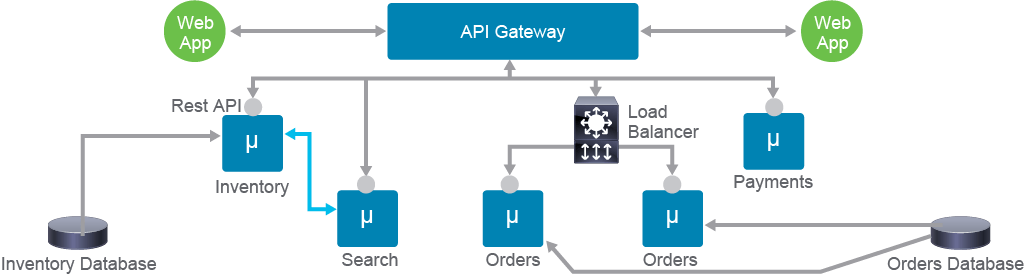 Web
App
API Gateway
Web
App
Rest API
Load
Balancer
µ
Inventory
µ
Payments
µ
Search
µ
Orders
µ
Orders
Inventory Database
Orders Database